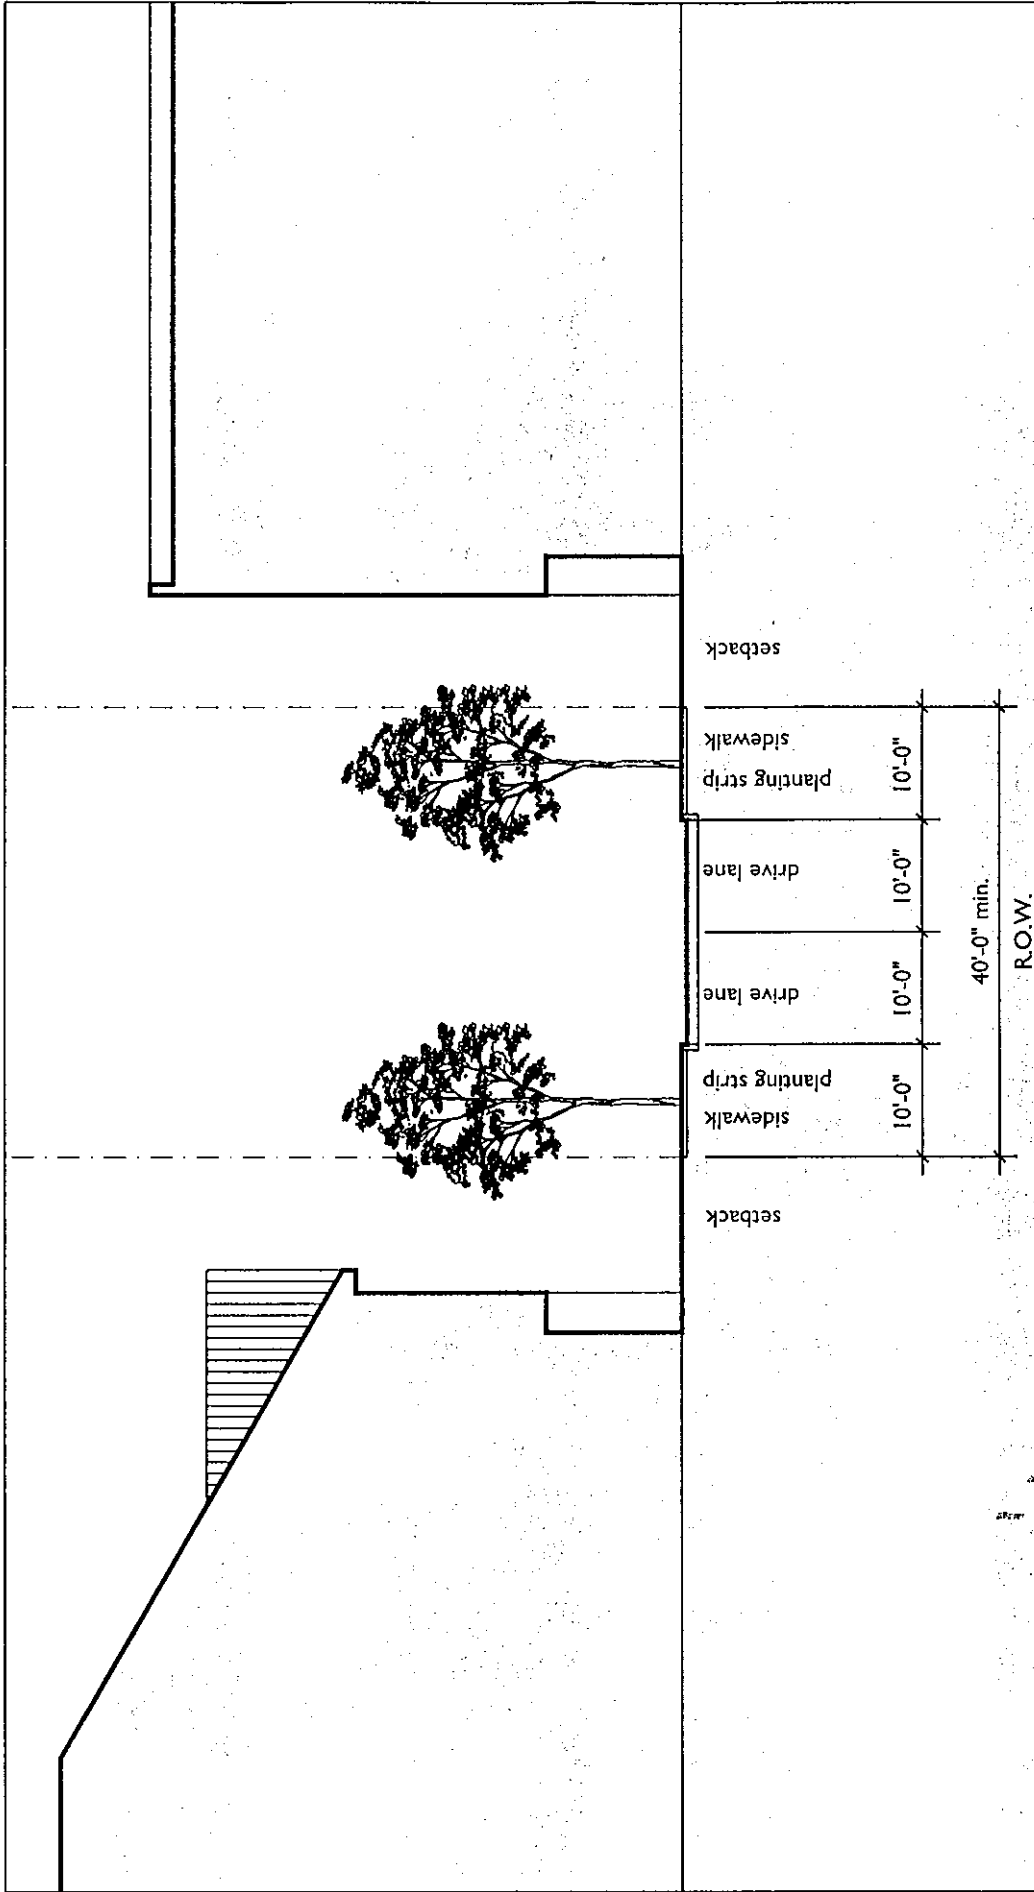 setback
sidewalk
planting strip
10'-0"
drive lane
10'-0"
drive lane
10'-0"
planting strip
sidewalk
10'-0"
setback
40'-0" min.
R.O.W.